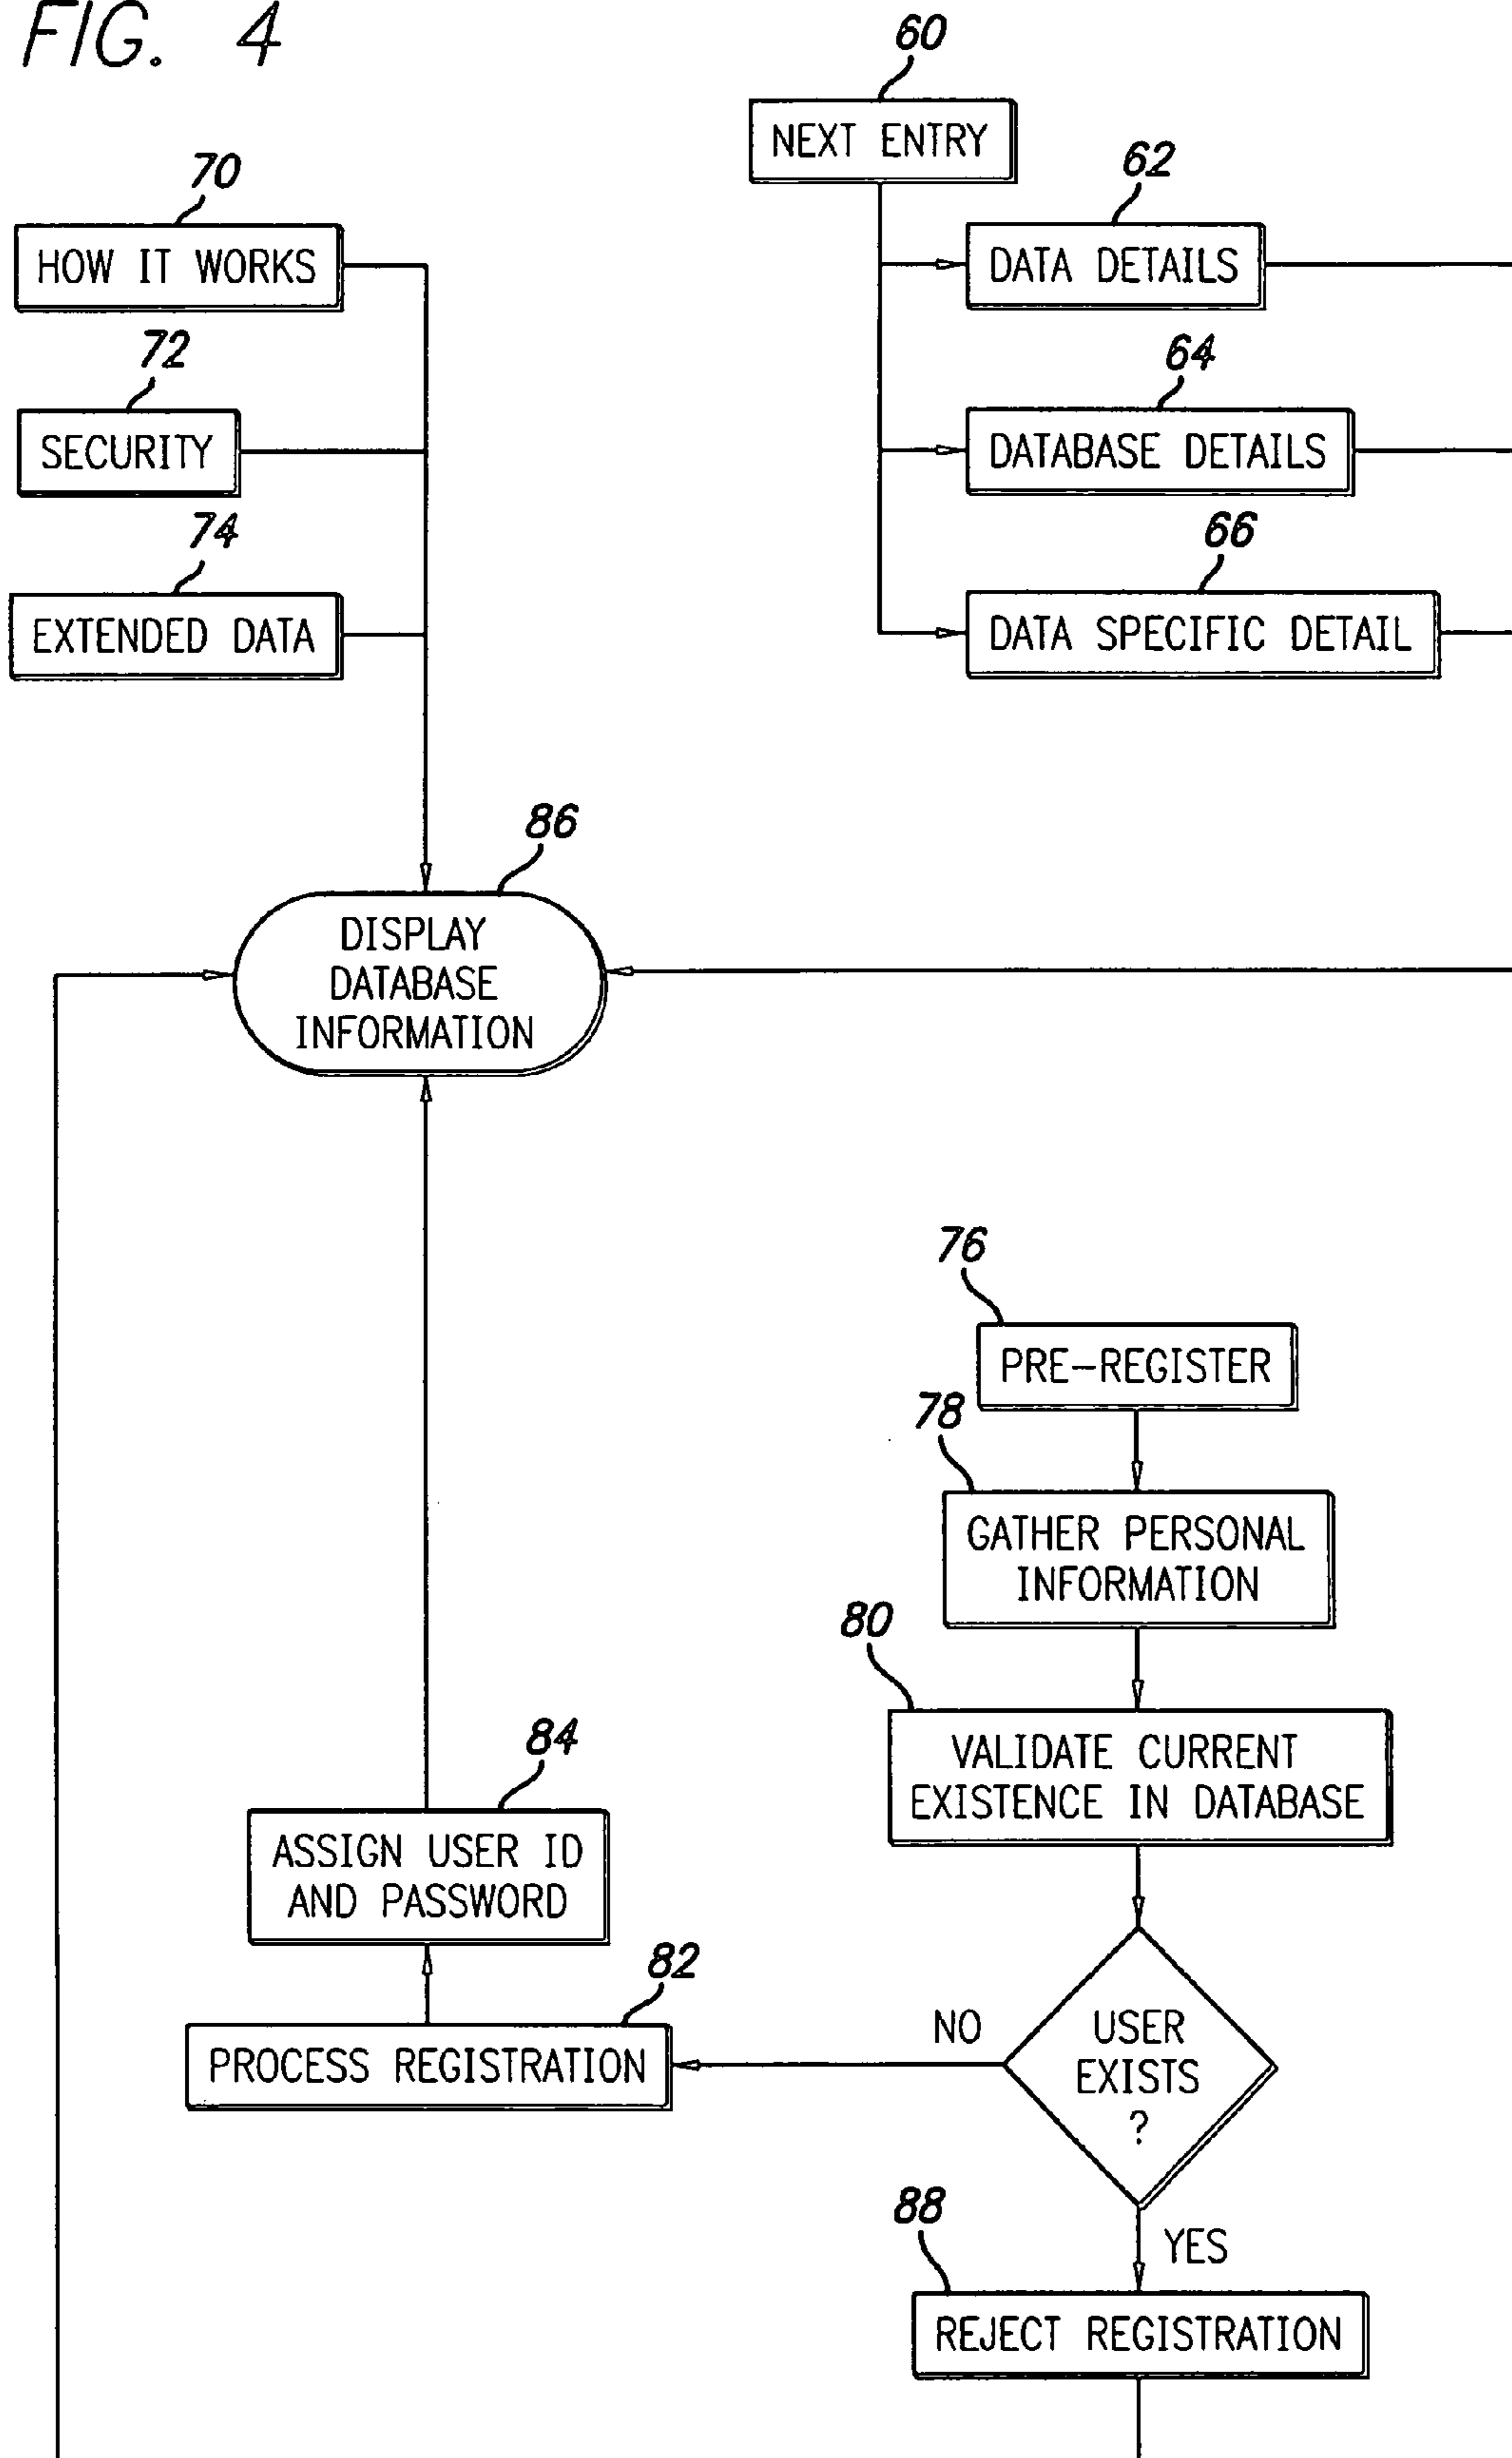 FIG. 4
60
NEXT ENTRY
70
HOW IT WORKS
62
DATA DETAILS
72
SECURITY
64
DATABASE DETAILS
74
EXTENDED DATA
66
DATA SPECIFIC DETAIL
86
DISPLAY
DATABASE
INFORMATION
76
PRE-REGISTER
78
GATHER PERSONAL
INFORMATION
80
VALIDATE CURRENT
EXISTENCE IN DATABASE
84
ASSIGN USER ID
AND PASSWORD
82
PROCESS REGISTRATION
NO
USER
EXISTS
?
YES
88
REJECT REGISTRATION